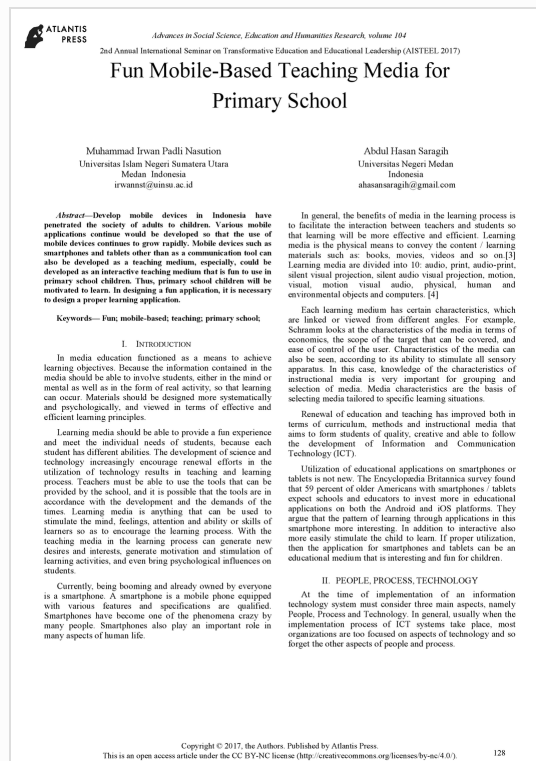 ATLANTIS
PRESS
Advances in Social Science, Education and Humanities Research, volume 104
2nd Annual International Seminar on Transformative Education and Educational Leadership (AISTEEL 2017)
Fun Mobile-Based Teaching Media for
Primary School
Muhammad Irwan Padli Nasution
Universitas Islam Negeri Sumatera Utara
Medan Indonesia
irwannst@uinsu.ac.id
Abdul Hasan Saragih
Universitas Negeri Medan
Indonesia
ahasansaragih@gmail.com
Abstract—Develop mobile devices in Indonesia have
penetrated the society of adults to children. Various mobile
applications continue would be developed so that the use of
mobile devices continues to grow rapidly. Mobile devices such as
smartphones and tablets other than as a communication tool can
also be developed as a teaching medium, especially, could be
developed as an interactive teaching medium that is fun to use in
primary school children. Thus, primary school children will be
motivated to learn. In designing a fun application, it is necessary
to design a proper learning application.
Keywords— Fun; mobile-based; teaching; primary school;
I. INTRODUCTION
In media education functioned as a means to achieve
learning objectives. Because the information contained in the
media should be able to involve students, either in the mind or
mental as well as in the form of real activity, so that learning
can occur. Materials should be designed more systematically
and psychologically, and viewed in terms of effective and
efficient learning principles.
Learning media should be able to provide a fun experience
and meet the individual needs of students, because each
student has different abilities. The development of science and
technology increasingly encourage renewal efforts in the
utilization of technology results in teaching and learning
process. Teachers must be able to use the tools that can be
provided by the school, and it is possible that the tools are in
accordance with the development and the demands of the
times. Learning media is anything that can be used to
stimulate the mind, feelings, attention and ability or skills of
learners so as to encourage the learning process. With the
teaching media in the learning process can generate new
desires and interests, generate motivation and stimulation of
learning activities, and even bring psychological influences on
students.
Currently, being booming and already owned by everyone
is a smartphone. A smartphone is a mobile phone equipped
with various features and specifications are qualified.
Smartphones have become one of the phenomena crazy by
many people. Smartphones also play an important role in
many aspects of human life.
In general, the benefits of media in the learning process is
to facilitate the interaction between teachers and students so
that learning will be more effective and efficient. Learning
media is the physical means to convey the content / learning
materials such as: books, movies, videos and so on.[3]
Learning media are divided into 10: audio, print, audio-print,
silent visual projection, silent audio visual projection, motion,
visual, motion visual audio, physical, human and
environmental objects and computers. [4]
Each learning medium has certain characteristics, which
are linked or viewed from different angles. For example,
Schramm looks at the characteristics of the media in terms of
economics, the scope of the target that can be covered, and
ease of control of the user. Characteristics of the media can
also be seen, according to its ability to stimulate all sensory
apparatus. In this case, knowledge of the characteristics of
instructional media is very important for grouping and
selection of media. Media characteristics are the basis of
selecting media tailored to specific learning situations.
Renewal of education and teaching has improved both in
terms of curriculum, methods and instructional media that
aims to form students of quality, creative and able to follow
the development of Information and Communication
Technology (ICT).
Utilization of educational applications on smartphones or
tablets is not new. The Encyclopedia Britannica survey found
that 59 percent of older Americans with smartphones / tablets
expect schools and educators to invest more in educational
applications on both the Android and iOS platforms. They
argue that the pattern of learning through applications in this
smartphone more interesting. In addition to interactive also
more easily stimulate the child to learn. If proper utilization,
then the application for smartphones and tablets can be an
educational medium that is interesting and fun for children.
II. PEOPLE, PROCESS, TECHNOLOGY
At the time of implementation of an information
technology system must consider three main aspects, namely
People, Process and Technology. In general, usually when the
implementation process of ICT systems take place, most
organizations are too focused on aspects of technology and so
forget the other aspects of people and process.
Copyright © 2017, the Authors. Published by Atlantis Press.
This is an open access article under the CC BY-NC license (http://creativecommons.org/licenses/by-nc/4.0/).
128